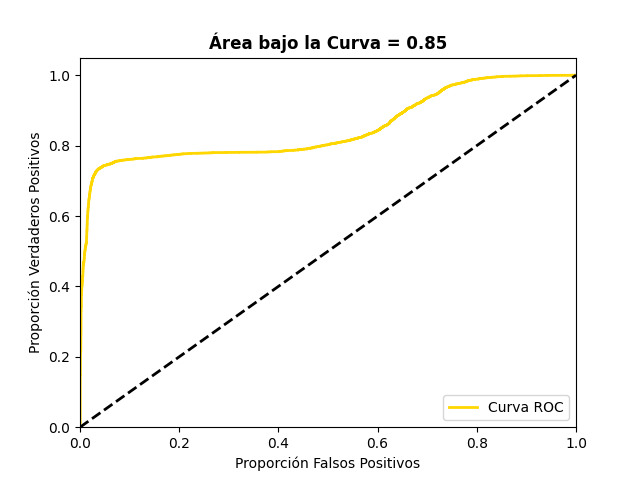 Área bajo la Curva = 0.85
1.0
0.8
0.6
0.4
0.2
0.0
Proporción Verdaderos Positivos
Curva ROC
0.0 0.2 0.4 0.6 0.8 1.0
Proporción Falsos Positivos